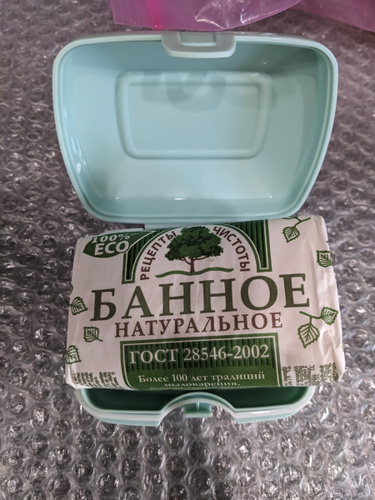 100%
ECO
РЕЦЕПТЫ ЧИСТОТЫ
БАННОЕ
НАТУРАЛЬНОЕ
ГОСТ 28546-2002
Более 100 лет традиций
мыловарения.